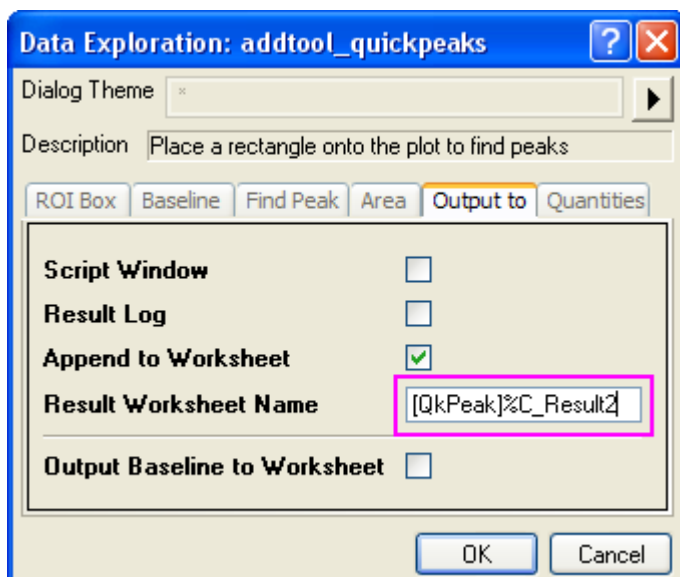 Data Exploration: addtool_quickpeaks
Dialog Theme *
Description Place a rectangle onto the plot to find peaks
ROI Box Baseline Find Peak Area Output to Quantities
Script Window
Result Log
Append to Worksheet
Result Worksheet Name [QkPeak]%C_Result2
Output Baseline to Worksheet
OK Cancel